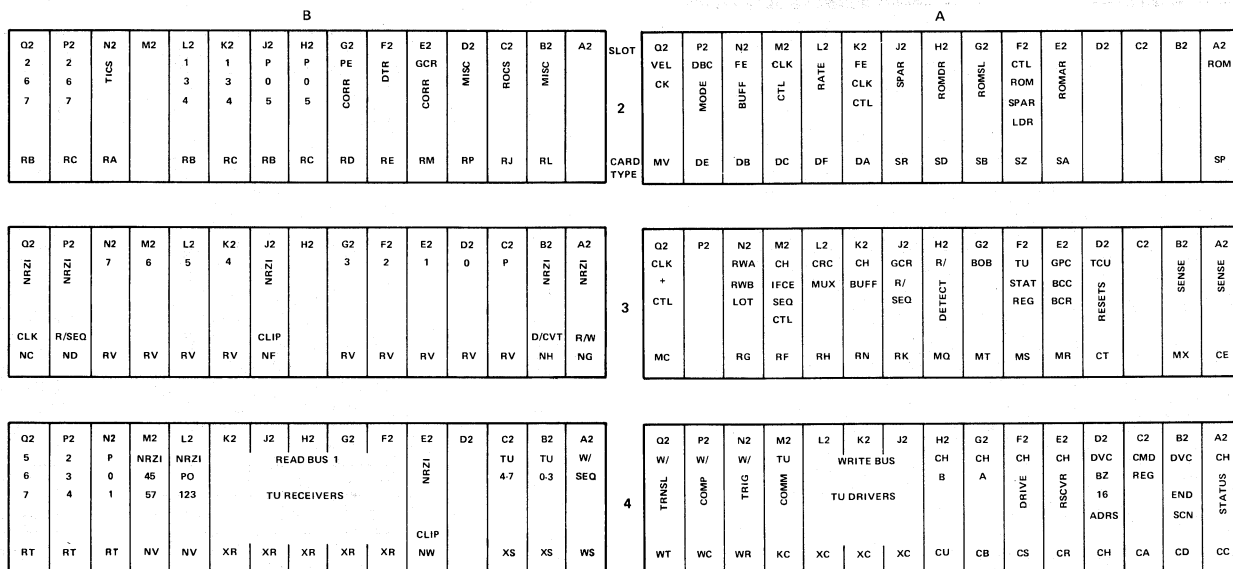 B A
Q2 P2 N2 M2 L2 K2 J2 H2 G2 F2 E2 D2 C2 B2 A2 SLOT Q2 P2 N2 M2 L2 K2 J2 H2 G2 F2 E2 D2 C2 B2 A2
2 2 TICS 1 1 P P PE DTR GCR MISC ROCS MISC VEL DBC FE CLK RATE FE SPAR ROMDR ROMSL CTL ROMAR ROM
6 6 3 3 0 0 CORR CORR CK MODE BUFF CTL CLK ROM
7 7 4 4 5 5 2 CTL SPAR
LDR
RB RC RA RB RC RB RC RD RE RM RP RJ RL CARD TYPE MV DE DB DC DF DA SR SD SB SZ SA SP
Q2 P2 N2 M2 L2 K2 J2 H2 G2 F2 E2 D2 C2 B2 A2 Q2 P2 N2 M2 L2 K2 J2 H2 G2 F2 E2 D2 C2 B2 A2
NRZI NRZI 7 6 5 4 NRZI 3 2 1 0 P NRZI NRZI CLK RWA CH CRC CH GCR R/ BOB TU GPC TCU SENSE SENSE
+ RWB IFCE MUX BUFF R/ DETECT STAT BCC RESETS
CTL LOT SEQ SEQ REG BCR
3 CTL
CLK R/SEQ CLIP D/CVT R/W
NC ND RV RV RV RV NF RV RV RV RV RV NH NG MC RG RF RH RN RK MQ MT MS MR CT MX CE
Q2 P2 N2 M2 L2 K2 J2 H2 G2 F2 E2 D2 C2 B2 A2 Q2 P2 N2 M2 L2 K2 J2 H2 G2 F2 E2 D2 C2 B2 A2
5 2 P NRZI NRZI READ BUS 1 NRZI TU TU W/ W/ W/ W/ TU WRITE BUS CH CH CH CH DVC CMD DVC CH
6 3 0 45 PO 4-7 0-3 SEQ TRNSL COMP TRIG COMM B A DRIVE RSCVR BZ REG STATUS
7 4 1 57 123 TU RECEIVERS 4 TU DRIVERS 16 END
ADRS SCN
CLIP
RT RT RT NV NV XR XR XR XR XR NW XS XS WS WT WC WR KC XC XC XC CU CB CS CR CH CA CD CC